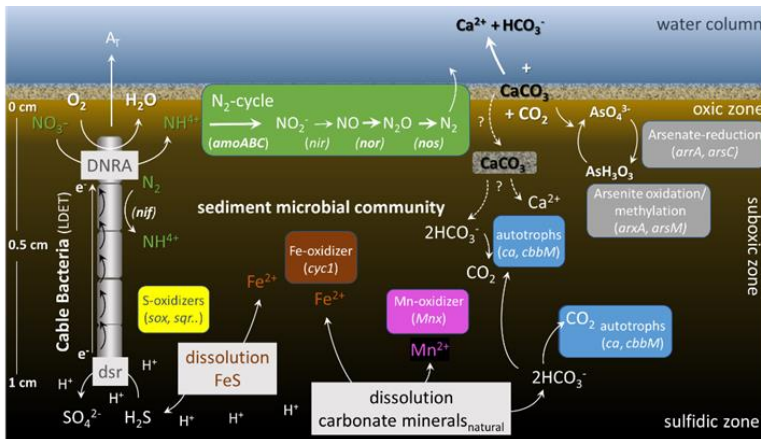 water column
Ca²⁺ + HCO₃⁻
A_T
+
CaCO₃
+ CO₂
0 cm
O₂
H₂O
NO₃⁻
NH⁴⁺
DNRA
N₂-cycle
NO₂⁻
NO
N₂O
N₂
(amoABC)
(nir)
(nor)
(nos)
?
AsO₄³⁻
oxic zone
Arsenate-reduction
(arrA, arsC)
AsH₃O₃
Arsenite oxidation/
methylation
(arxA, arsM)
CaCO₃
?
?
Ca²⁺
e⁻
N₂
(nif)
NH⁴⁺
sediment microbial community
0.5 cm
Cable Bacteria (LDET)
2HCO₃⁻
CO₂
autotrophs
(ca, cbbM)
suboxic zone
Fe-oxidizer
(cyc1)
Fe²⁺
Fe²⁺
S-oxidizers
(sox, sqr..)
Mn-oxidizer
(Mnx)
Mn²⁺
CO₂
autotrophs
(ca, cbbM)
e⁻
dsr
H⁺
H⁺
H⁺
H⁺
1 cm
dissolution
FeS
dissolution
carbonate minerals_natural
2HCO₃⁻
SO₄²⁻
H₂S
H⁺
H⁺
H⁺
sulfidic zone